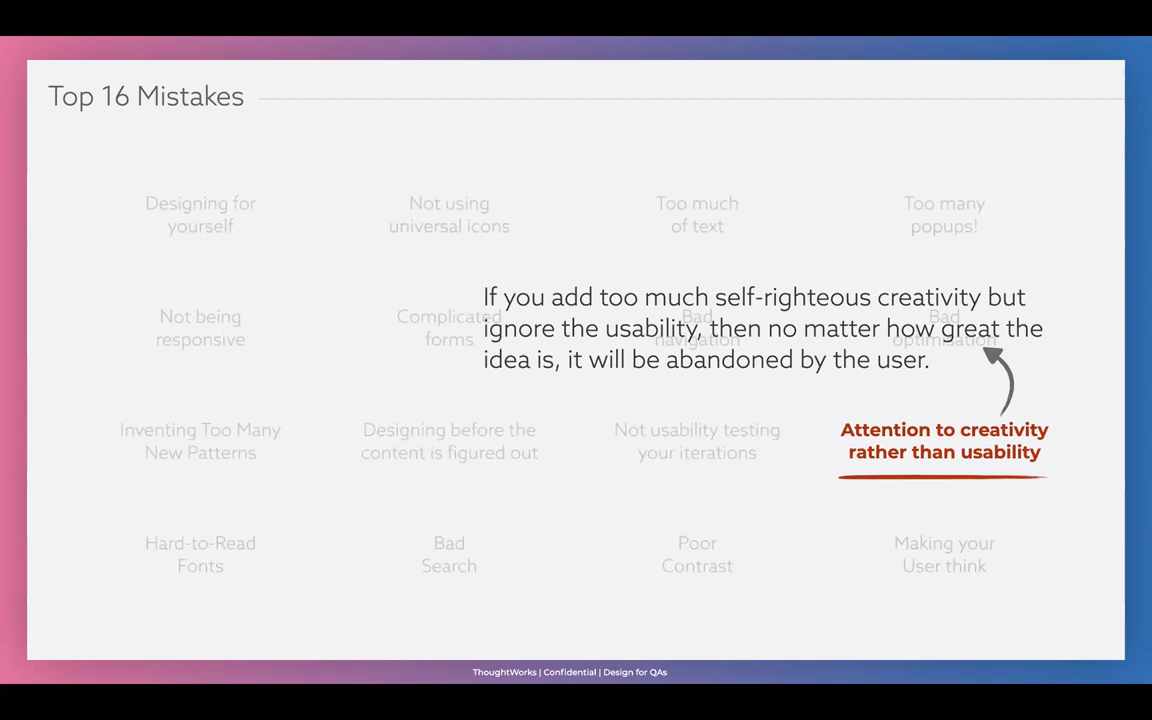 Top 16 Mistakes
Designing for
yourself
Not using
universal icons
Too much
of text
Too many
popups!
If you add too much self-righteous creativity but
ignore the usability, then no matter how great the
idea is, it will be abandoned by the user.
Not being
responsive
Complicated
forms
Bad
navigation
Bad
optimisation
Inventing Too Many
New Patterns
Designing before the
content is figured out
Not usability testing
your iterations
Attention to creativity
rather than usability
Hard-to-Read
Fonts
Bad
Search
Poor
Contrast
Making your
User think
ThoughtWorks | Confidential | Design for QAs